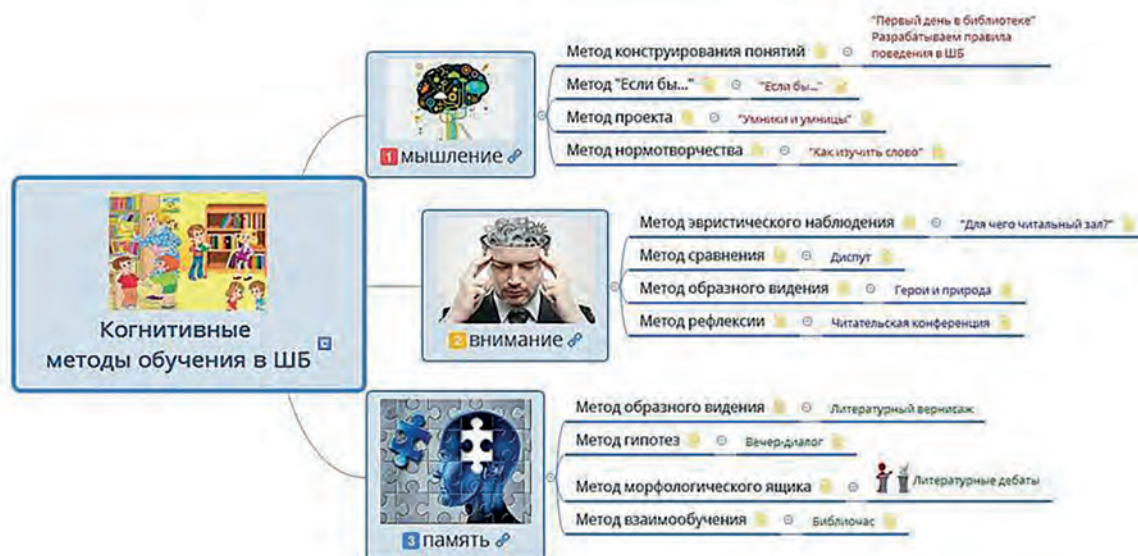 Когнитивные
методы обучения в ШБ
1 мышление
Метод конструирования понятий
"Первый день в библиотеке"
Разрабатываем правила
поведения в ШБ
Метод "Если бы..."
"Если бы..."
Метод проекта
"Умники и умницы"
Метод нормотворчества
"Как изучить слово"
2 внимание
Метод эвристического наблюдения
"Для чего читальный зал?"
Метод сравнения
Диспут
Метод образного видения
Герои и природа
Метод рефлексии
Читательская конференция
3 память
Метод образного видения
Литературный вернисаж
Метод гипотез
Вечер-диалог
Метод морфологического ящика
Литературные дебаты
Метод взаимообучения
Библиочас